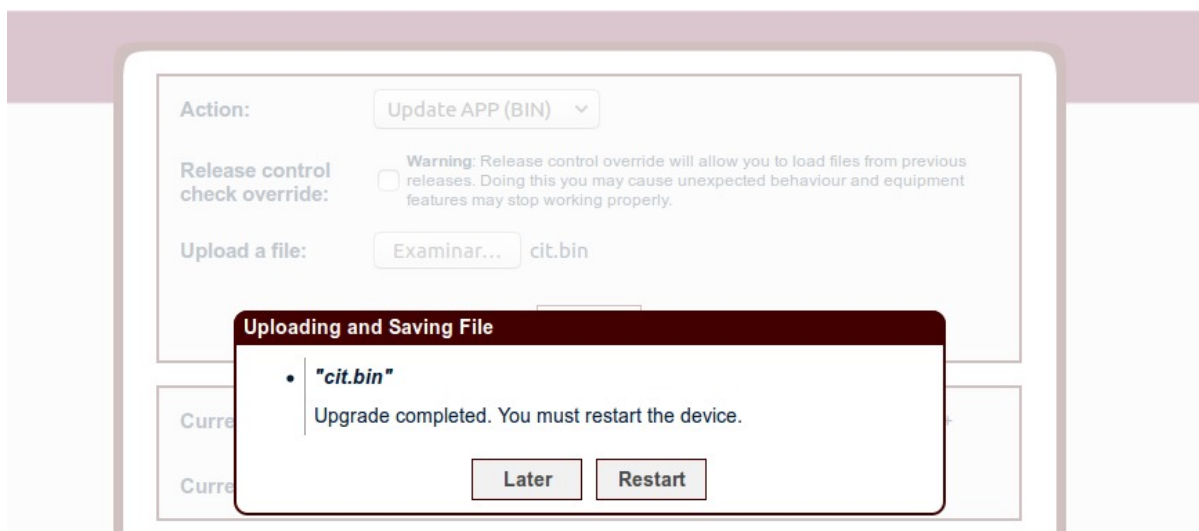 Action:
Update APP (BIN)
Release control
check override:
Warning: Release control override will allow you to load files from previous
releases. Doing this you may cause unexpected behaviour and equipment
features may stop working properly.
Upload a file:
Examinar...
cit.bin
Uploading and Saving File
"cit.bin"
Upgrade completed. You must restart the device.
Later
Restart